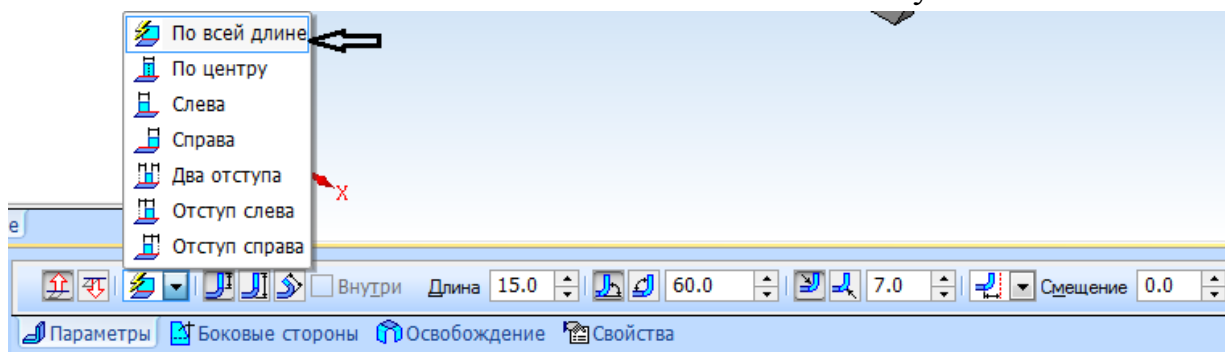 По всей длине
По центру
Слева
Справа
Два отступа
X
Отступ слева
е
Отступ справа
Внутри Длина 15.0 60.0 7.0 Смещение 0.0
Параметры Боковые стороны Освобождение Свойства